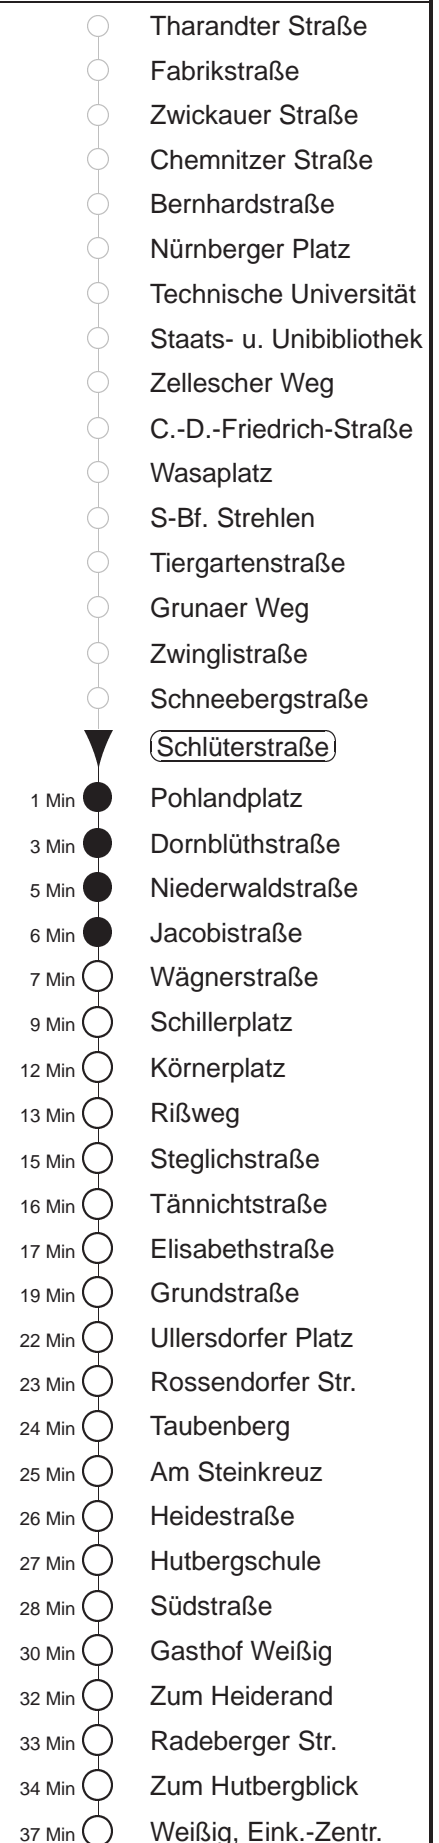 Tharandter Straße
Fabrikstraße
Zwickauer Straße
Chemnitzer Straße
Bernhardstraße
Nürnberger Platz
Technische Universität
Staats- u. Unibibliothek
Zellescher Weg
C.-D.-Friedrich-Straße
Wasaplatz
S-Bf. Strehlen
Tiergartenstraße
Grunaer Weg
Zwinglistraße
Schneebergstraße
Schlüterstraße
1 Min Pohlandplatz
3 Min Dornblüthstraße
5 Min Niederwaldstraße
6 Min Jacobistraße
7 Min Wägnerstraße
9 Min Schillerplatz
12 Min Körnerplatz
13 Min Rißweg
15 Min Steglichstraße
16 Min Tännichtstraße
17 Min Elisabethstraße
19 Min Grundstraße
22 Min Ullersdorfer Platz
23 Min Rossendorfer Str.
24 Min Taubenberg
25 Min Am Steinkreuz
26 Min Heidestraße
27 Min Hutbergschule
28 Min Südstraße
30 Min Gasthof Weißig
32 Min Zum Heiderand
33 Min Radeberger Str.
34 Min Zum Hutbergblick
37 Min Weißig, Eink.-Zentr.